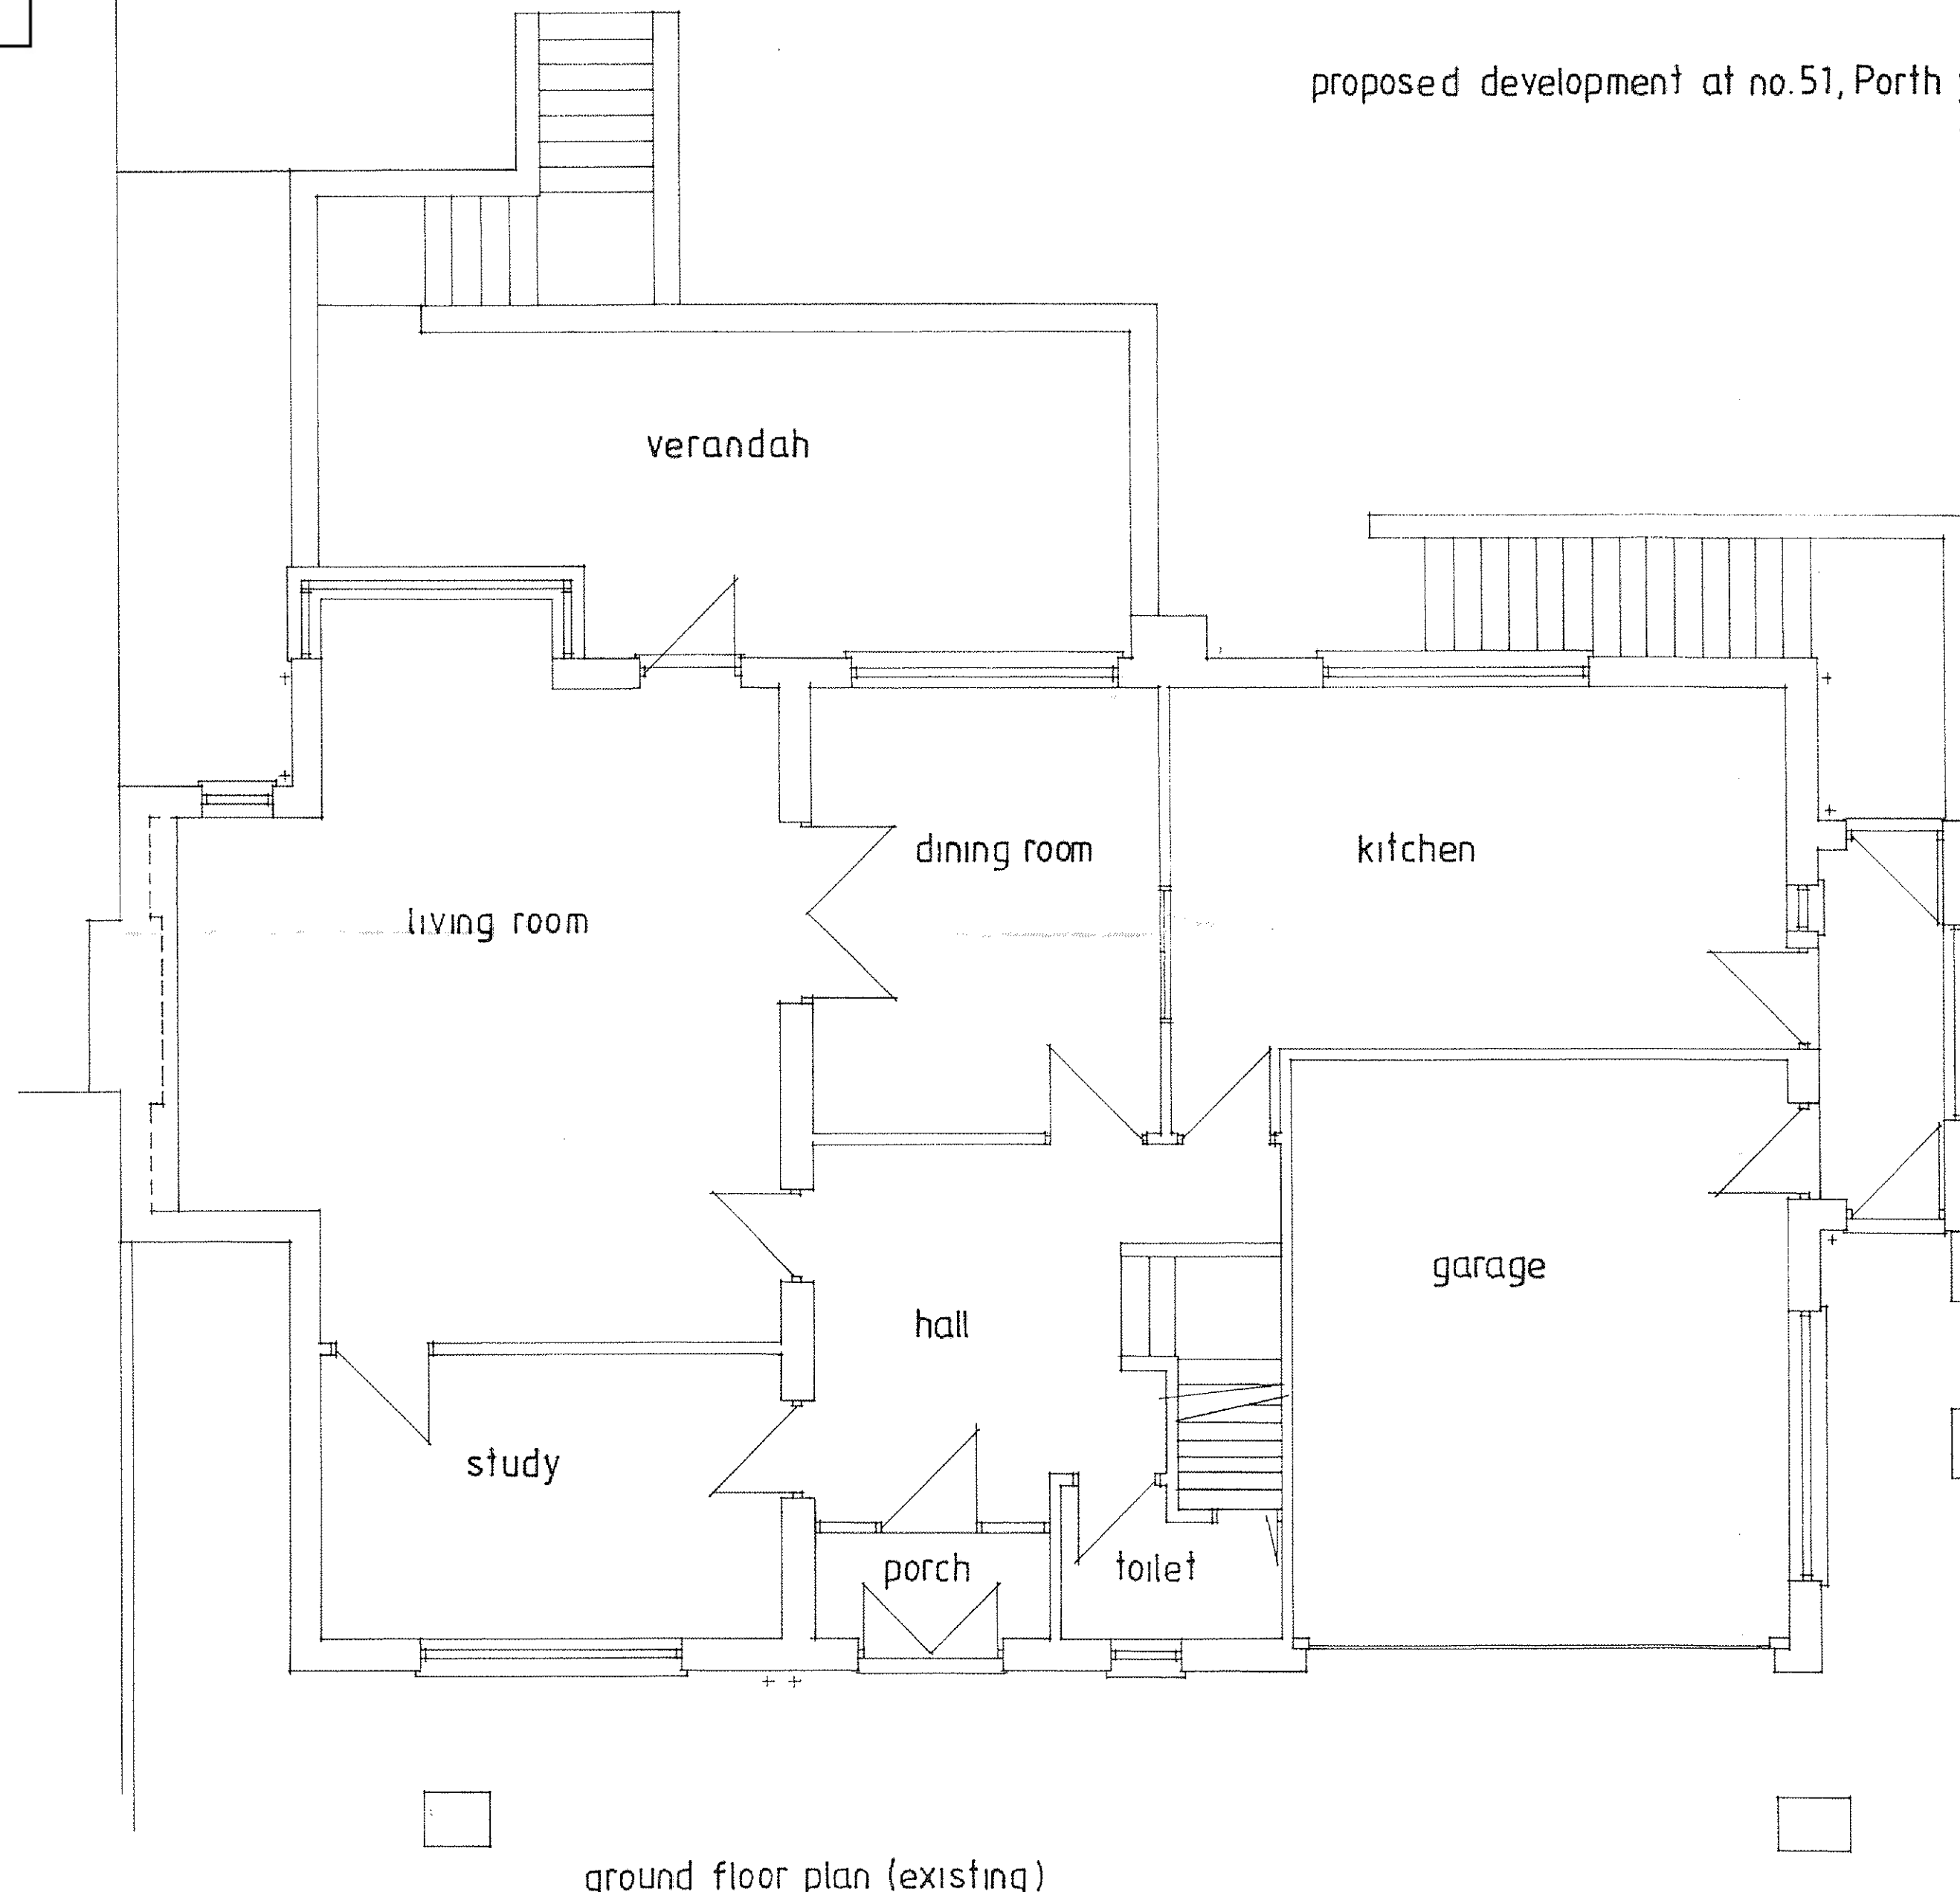 proposed development at no.51, Porth
verandah
dining room
kitchen
living room
garage
hall
study
porch
toilet
ground floor plan (existing)